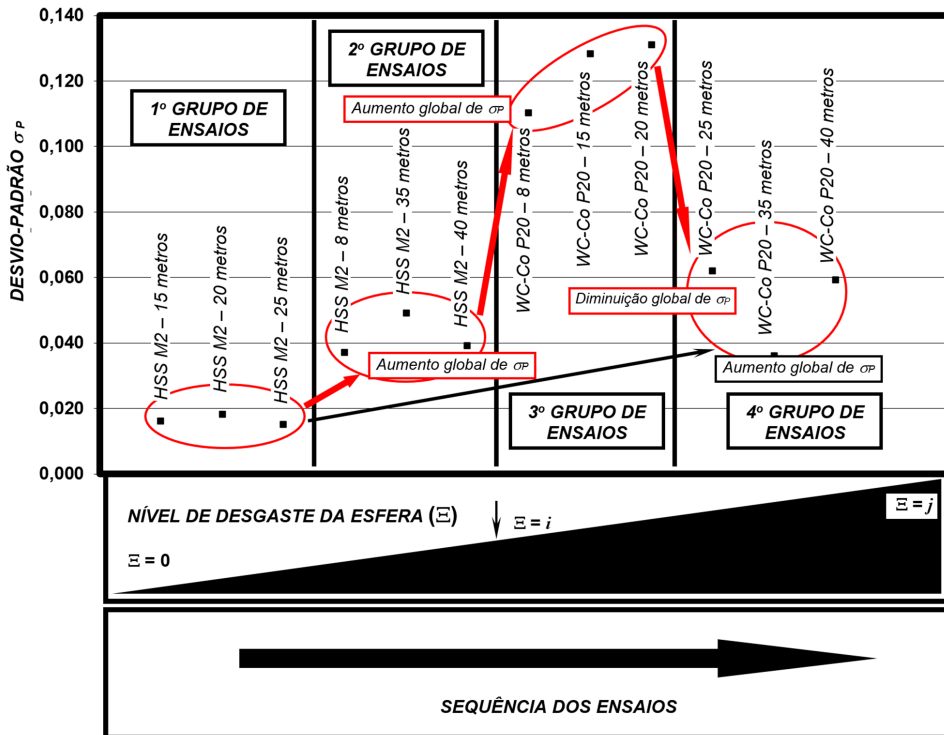 DESVIO-PADRÃO σP
0,140
0,120
0,100
0,080
0,060
0,040
0,020
0,000
1º GRUPO DE
ENSAIOS
HSS M2 – 15 metros
HSS M2 – 20 metros
HSS M2 – 25 metros
2º GRUPO DE
ENSAIOS
Aumento global de σP
HSS M2 – 8 metros
HSS M2 – 35 metros
HSS M2 – 40 metros
Aumento global de σP
WC-Co P20 – 8 metros
WC-Co P20 – 15 metros
WC-Co P20 – 20 metros
Diminuição global de σP
3º GRUPO DE
ENSAIOS
WC-Co P20 – 25 metros
WC-Co P20 – 35 metros
WC-Co P20 – 40 metros
Aumento global de σP
4º GRUPO DE
ENSAIOS
NÍVEL DE DESGASTE DA ESFERA (Ξ)
Ξ = 0
Ξ = i
Ξ = j
SEQUÊNCIA DOS ENSAIOS